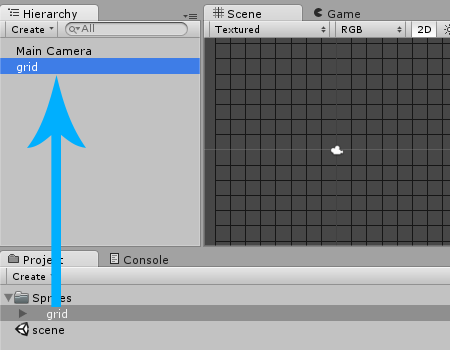 Hierarchy
Create All
Main Camera
grid
Scene Game
Textured RGB 2D
Project Console
Create
Sprites
grid
scene